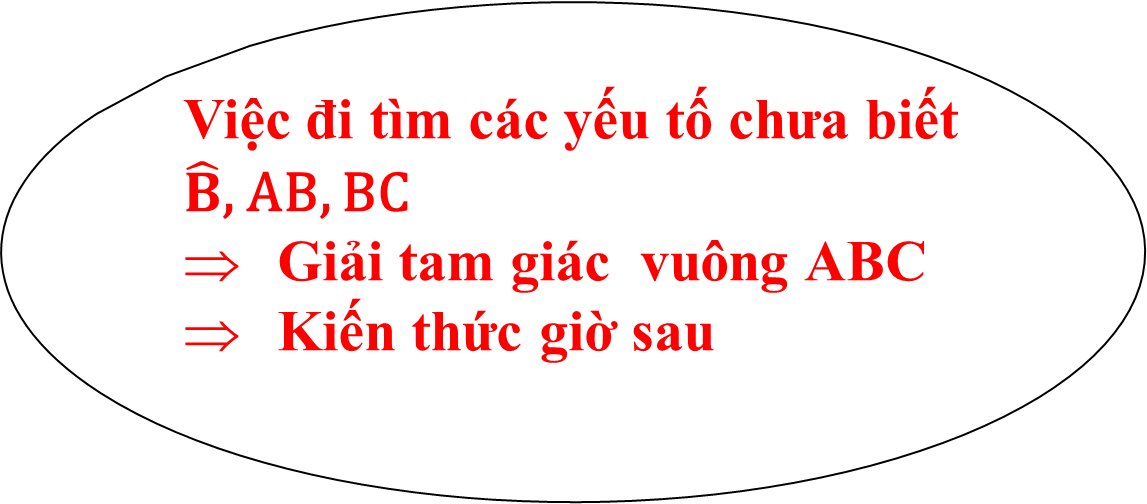 Việc đi tìm các yếu tố chưa biết
B̂, AB, BC
⇒ Giải tam giác vuông ABC
⇒ Kiến thức giờ sau